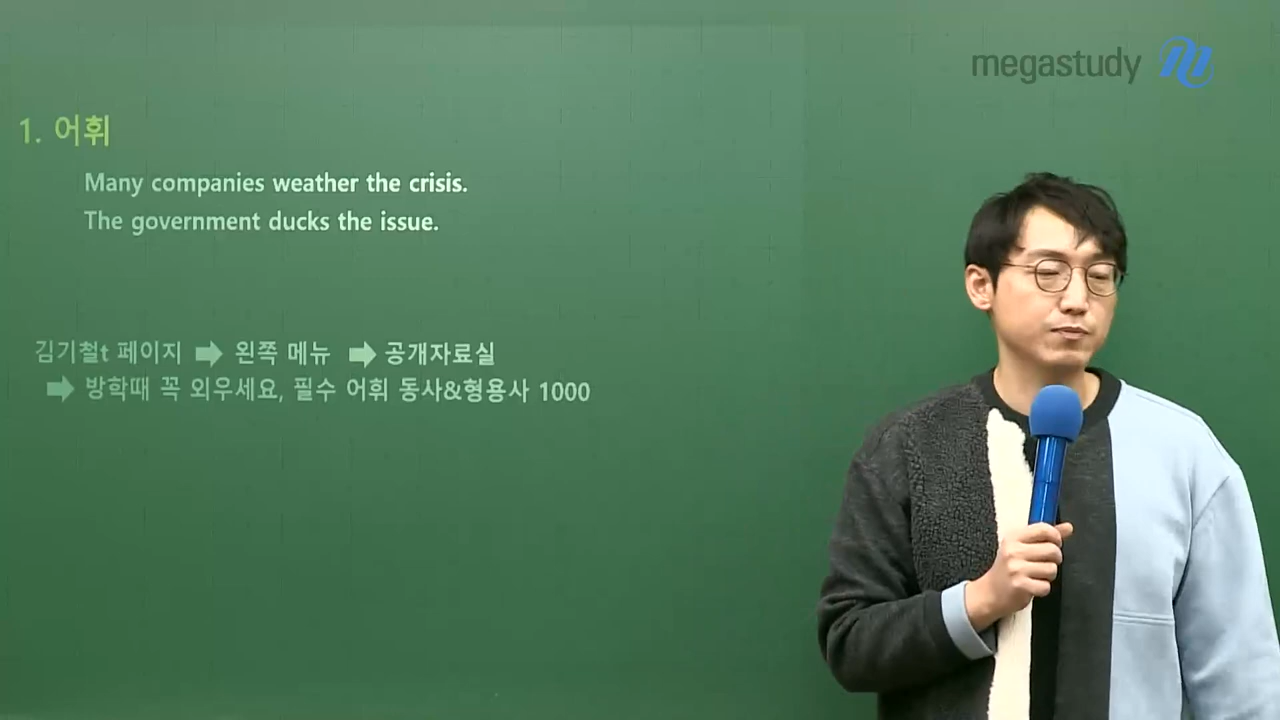 megastudy
1. 어휘
Many companies weather the crisis.
The government ducks the issue.
김기철t 페이지 ➡ 왼쪽 메뉴 ➡ 공개자료실
➡ 방학때 꼭 외우세요, 필수 어휘 동사&형용사 1000